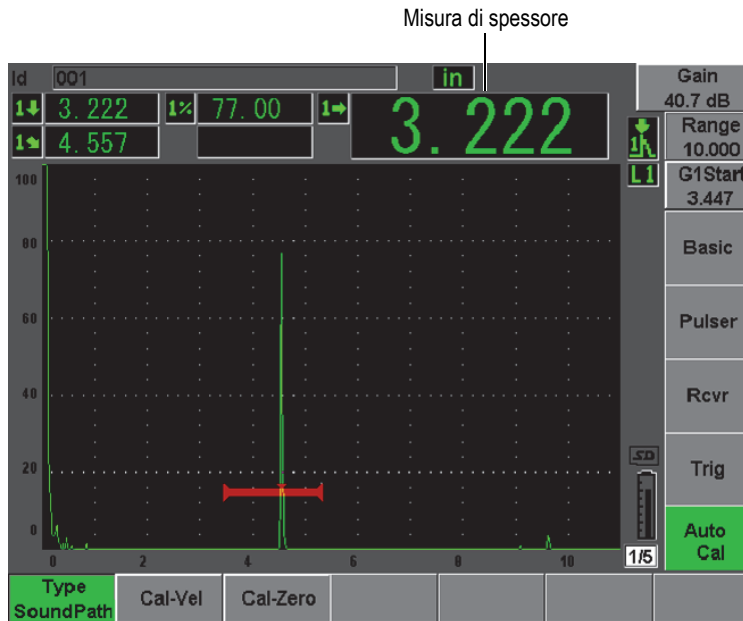 Misura di spessore
Id 001 in
Gain
40.7 dB
1 3.222 1% 77.00 1 3.222
1 4.557
Range
10.000
1
L1
G1Start
3.447
Basic
Pulser
Rcvr
Trig
Auto
Cal
100
80
60
40
20
0
0 2 4 6 8 10
SD
1/5
Type
SoundPath
Cal-Vel
Cal-Zero